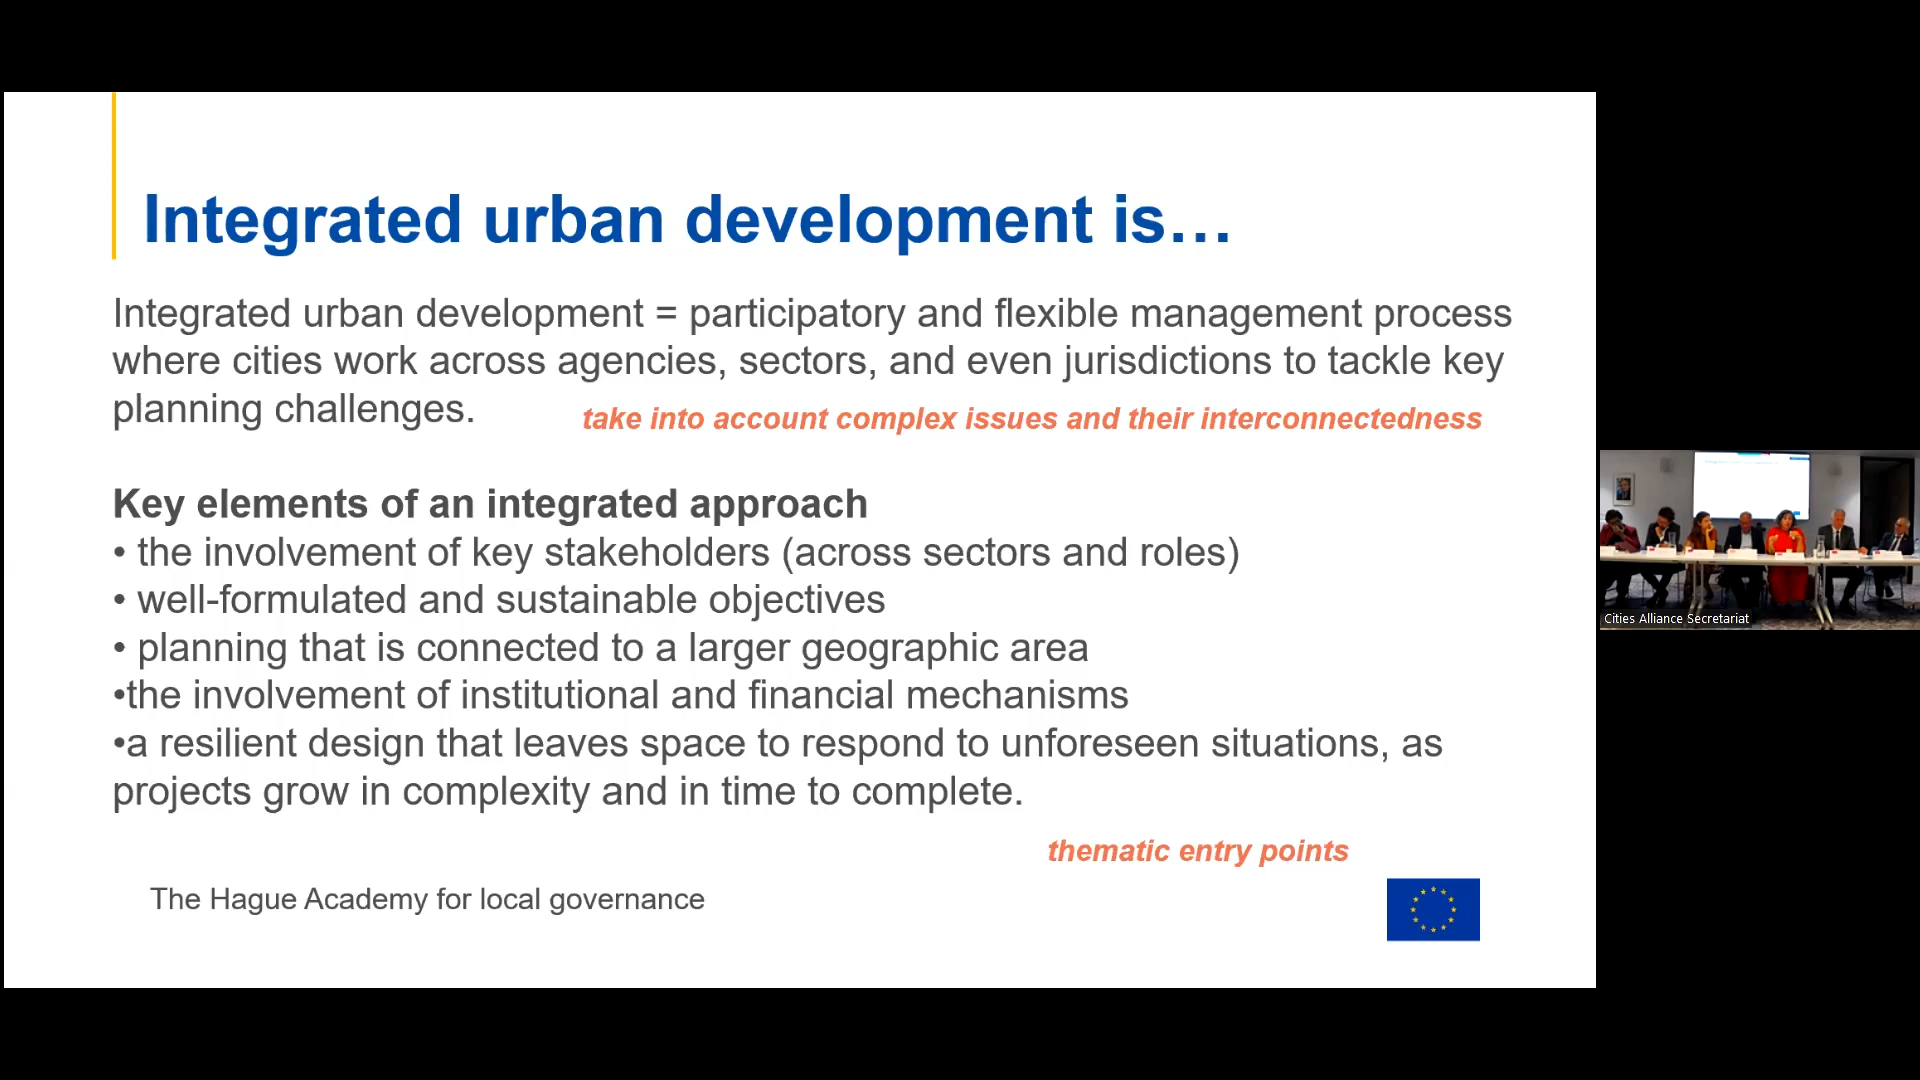 Integrated urban development is…
Integrated urban development = participatory and flexible management process
where cities work across agencies, sectors, and even jurisdictions to tackle key
planning challenges.
take into account complex issues and their interconnectedness
Key elements of an integrated approach
• the involvement of key stakeholders (across sectors and roles)
• well-formulated and sustainable objectives
• planning that is connected to a larger geographic area
•the involvement of institutional and financial mechanisms
•a resilient design that leaves space to respond to unforeseen situations, as
projects grow in complexity and in time to complete.
thematic entry points
The Hague Academy for local governance
Cities Alliance Secretariat